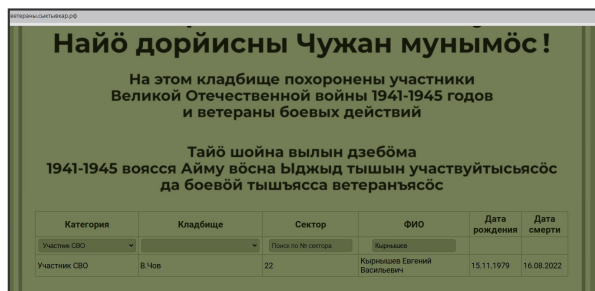 ветераны.сыктывкар.рф
Найӧ дорйисны Чужан мунымӧс!
На этом кладбище похоронены участники
Великой Отечественной войны 1941-1945 годов
и ветераны боевых действий
Тайӧ шойна вылын дзебӧма
1941-1945 воясся Айму вӧсна Ыджыд тышын участвуйтысьясӧс
да боевӧй тышъясса ветеранъясӧс
Категория Кладбище Сектор ФИО Дата рождения Дата смерти
Участник СВО Поиск по № сектора Кырнышев
Участник СВО В.Чов 22 Кырнышев Евгений Васильевич 15.11.1979 16.08.2022